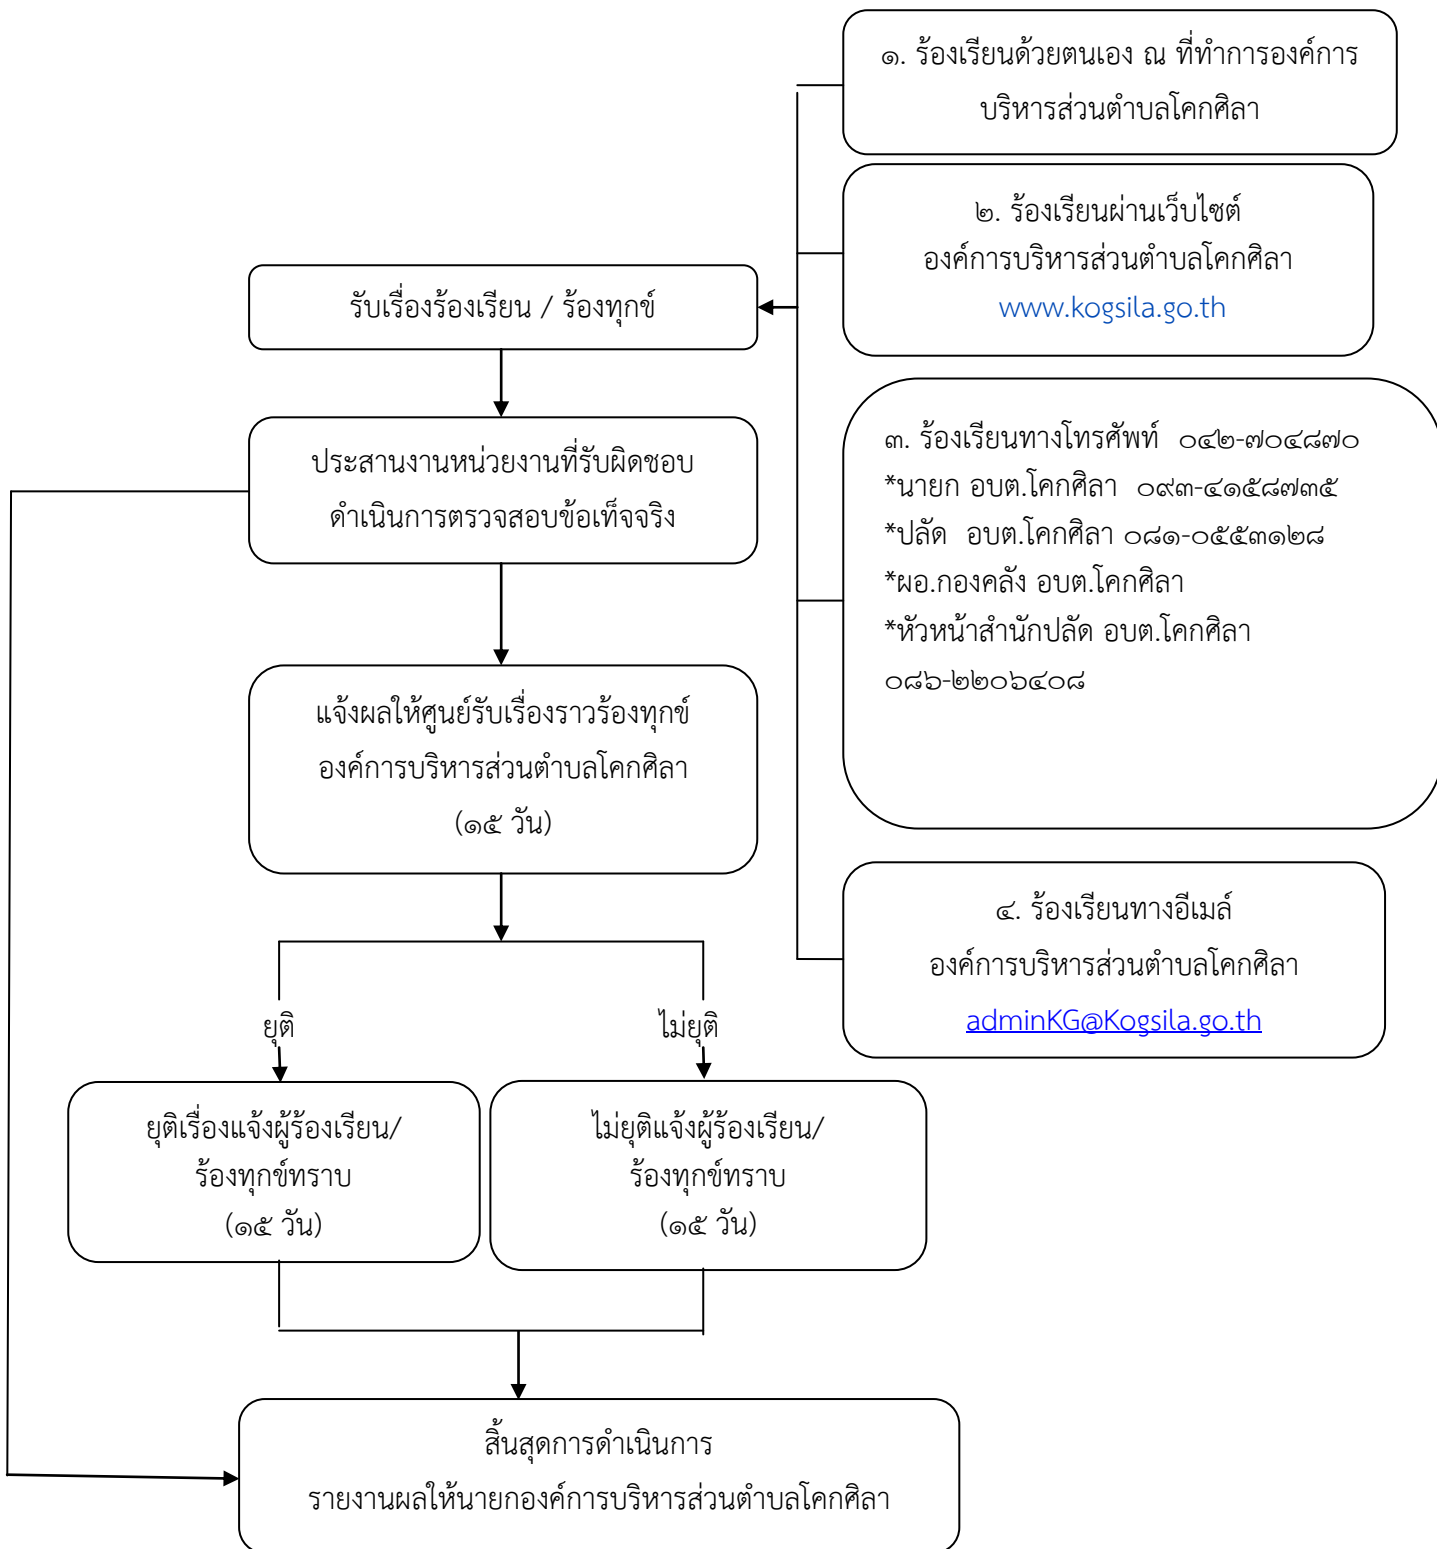 ๑. ร้องเรียนด้วยตนเอง ณ ที่ทำการองค์การ
บริหารส่วนตำบลโคกศิลา
๒. ร้องเรียนผ่านเว็บไซต์
องค์การบริหารส่วนตำบลโคกศิลา
www.kogsila.go.th
รับเรื่องร้องเรียน / ร้องทุกข์
๓. ร้องเรียนทางโทรศัพท์ ๐๔๒-๗๐๔๘๗๐
*นายก อบต.โคกศิลา ๐๙๓-๔๑๕๘๗๓๕
*ปลัด อบต.โคกศิลา ๐๘๑-๐๕๕๓๑๒๘
*ผอ.กองคลัง อบต.โคกศิลา
*หัวหน้าสำนักปลัด อบต.โคกศิลา
๐๘๖-๒๒๐๖๔๐๘
ประสานงานหน่วยงานที่รับผิดชอบ
ดำเนินการตรวจสอบข้อเท็จจริง
แจ้งผลให้ศูนย์รับเรื่องราวร้องทุกข์
องค์การบริหารส่วนตำบลโคกศิลา
(๑๕ วัน)
๔. ร้องเรียนทางอีเมล์
องค์การบริหารส่วนตำบลโคกศิลา
adminKG@Kogsila.go.th
ยุติ
ไม่ยุติ
ยุติเรื่องแจ้งผู้ร้องเรียน/
ร้องทุกข์ทราบ
(๑๕ วัน)
ไม่ยุติแจ้งผู้ร้องเรียน/
ร้องทุกข์ทราบ
(๑๕ วัน)
สิ้นสุดการดำเนินการ
รายงานผลให้นายกองค์การบริหารส่วนตำบลโคกศิลา